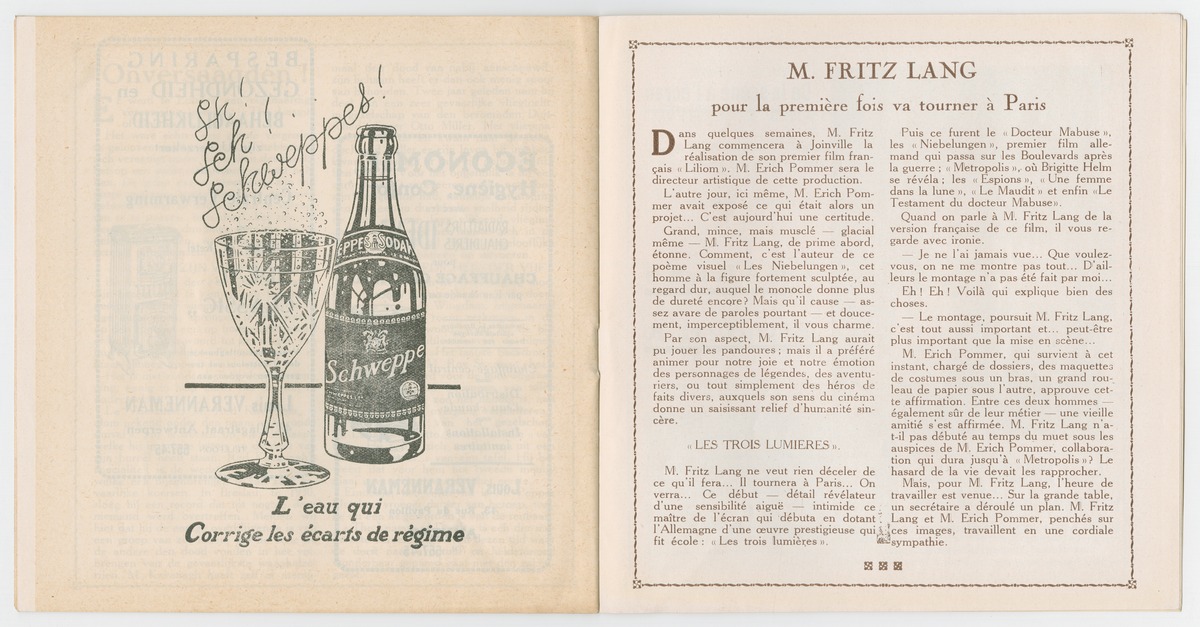 Sch!
Sch!
Sch!
Schweppes!
PPES SODA
Schweppe
L'eau qui
Corrige les écarts de régime
M. FRITZ LANG
pour la première fois va tourner à Paris
Dans quelques semaines, M. Fritz
Lang commencera à Joinville la
réalisation de son premier film fran-
çais «Liliom». M. Erich Pommer sera le
directeur artistique de cette production.
L'autre jour, ici même, M. Erich Pom-
mer avait exposé ce qui était alors un
projet... C'est aujourd'hui une certitude.
Grand, mince, mais musclé — glacial
même — M. Fritz Lang, de prime abord,
étonne. Comment, c'est l'auteur de ce
poème visuel «Les Niebelungen», cet
homme à la figure fortement sculptée, au
regard dur, auquel le monocle donne plus
de dureté encore? Mais qu'il cause — as-
sez avare de paroles pourtant — et douce-
ment, imperceptiblement, il vous charme.
Par son aspect, M. Fritz Lang aurait
pu jouer les pandoures; mais il a préféré
animer pour notre joie et notre émotion
des personnages de légendes, des aventu-
riers, ou tout simplement des héros de
faits divers, auxquels son sens du cinéma
donne un saisissant relief d'humanité sin-
cère.
«LES TROIS LUMIERES».
M. Fritz Lang ne veut rien déceler de
ce qu'il fera... Il tournera à Paris... On
verra... Ce début — détail révélateur
d'une sensibilité aiguë — intimide ce
maître de l'écran qui débuta en dotant
l'Allemagne d'une œuvre prestigieuse qui
fit école: «Les trois lumières».
Puis ce furent le «Docteur Mabuse»,
les «Niebelungen», premier film alle-
mand qui passa sur les Boulevards après
la guerre; «Metropolis», où Brigitte Helm
se révéla; les «Espions», «Une femme
dans la lune», «Le Maudit» et enfin «Le
Testament du docteur Mabuse».
Quand on parle à M. Fritz Lang de la
version française de ce film, il vous re-
garde avec ironie.
— Je ne l'ai jamais vue... Que voulez-
vous, on ne me montre pas tout... D'ail-
leurs le montage n'a pas été fait par moi...
Eh! Eh! Voilà qui explique bien des
choses.
— Le montage, poursuit M. Fritz Lang,
c'est tout aussi important et... peut-être
plus important que la mise en scène...
M. Erich Pommer, qui survient à cet
instant, chargé de dossiers, des maquettes
de costumes sous un bras, un grand rou-
leau de papier sous l'autre, approuve cet-
te affirmation. Entre ces deux hommes —
également sûr de leur métier — une vieille
amitié s'est affirmée. M. Fritz Lang n'a-
t-il pas débuté au temps du muet sous les
auspices de M. Erich Pommer, collabora-
tion qui dura jusqu'à «Metropolis»? Le
hasard de la vie devait les rapprocher.
Mais, pour M. Fritz Lang, l'heure de
travailler est venue... Sur la grande table,
un secrétaire a déroulé un plan. M. Fritz
Lang et M. Erich Pommer, penchés sur
ces images, travaillent en une cordiale
sympathie.